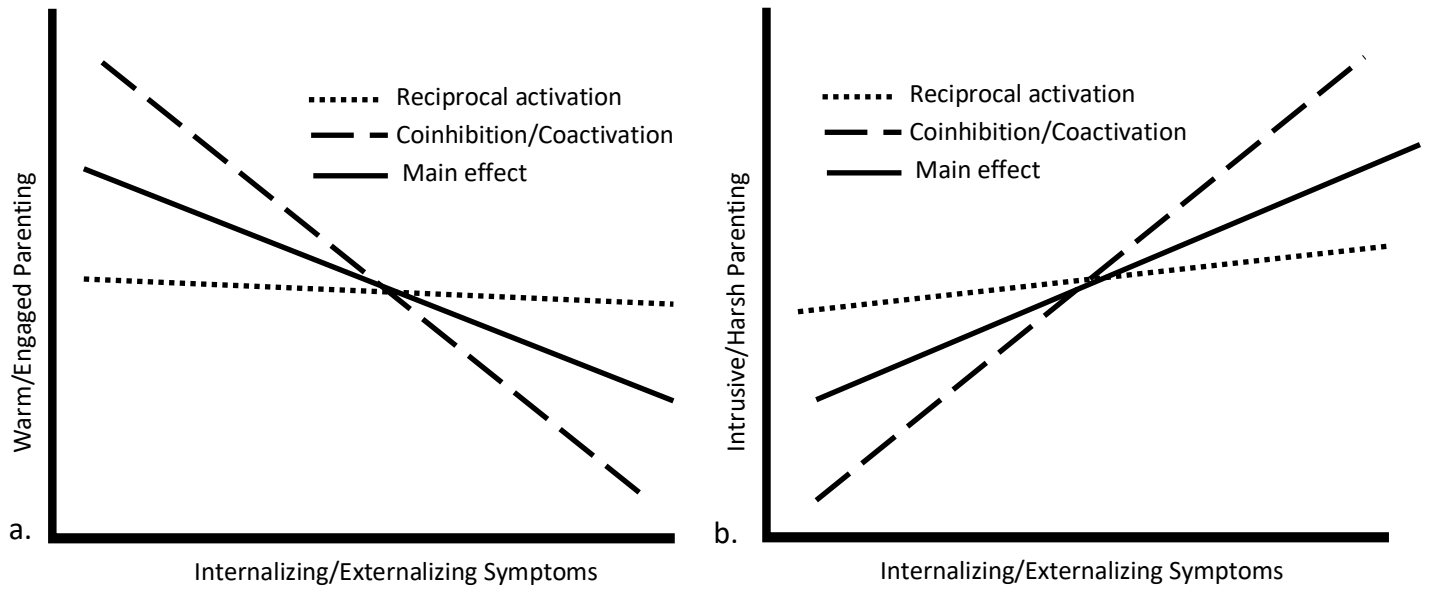 Reciprocal activation
Coinhibition/Coactivation
Main effect
Warm/Engaged Parenting
a.
Internalizing/Externalizing Symptoms
Reciprocal activation
Coinhibition/Coactivation
Main effect
Intrusive/Harsh Parenting
b.
Internalizing/Externalizing Symptoms